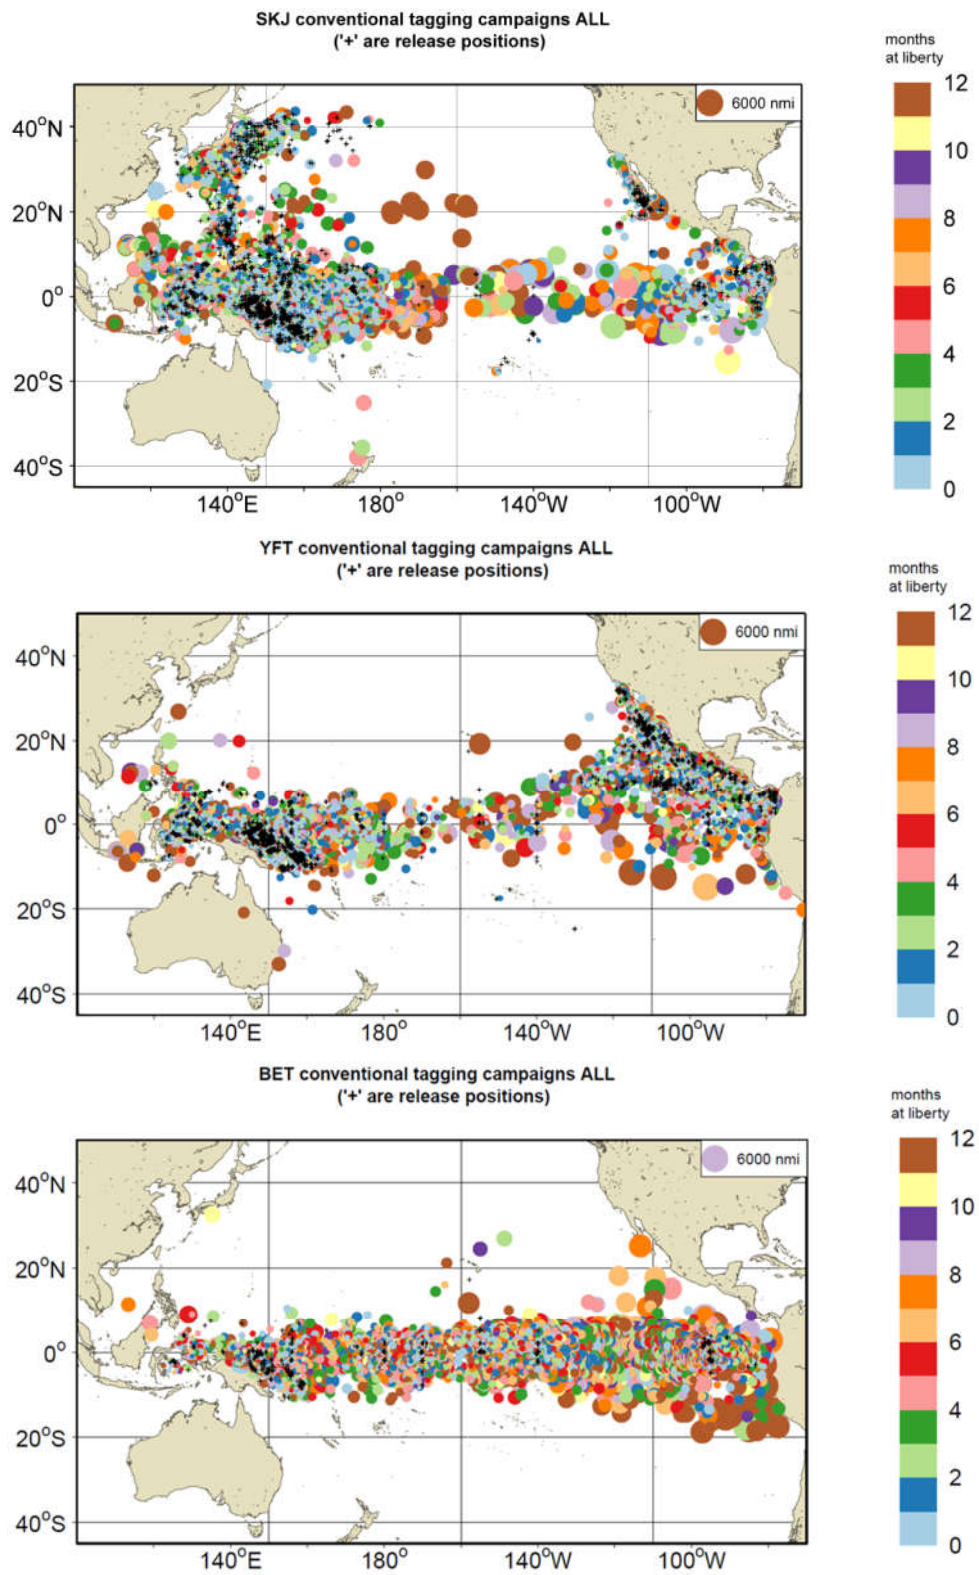 SKJ conventional tagging campaigns ALL
('+' are release positions)
months
at liberty
6000 nmi
12
10
8
6
4
2
0
40°N
20°N
0°
20°S
40°S
140°E
180°
140°W
100°W
YFT conventional tagging campaigns ALL
('+' are release positions)
months
at liberty
6000 nmi
12
10
8
6
4
2
0
40°N
20°N
0°
20°S
40°S
140°E
180°
140°W
100°W
BET conventional tagging campaigns ALL
('+' are release positions)
months
at liberty
6000 nmi
12
10
8
6
4
2
0
40°N
20°N
0°
20°S
40°S
140°E
180°
140°W
100°W